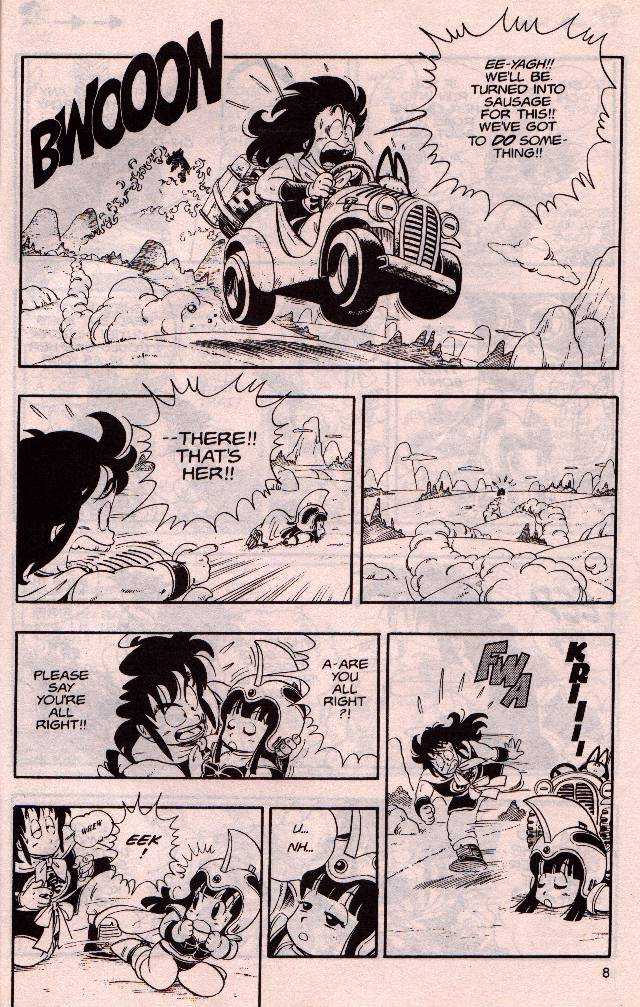 EE-YAGH!!
WE'LL BE
TURNED INTO
SAUSAGE
FOR THIS!!
WE'VE GOT
TO DO SOME-
THING!!
BWOOON
--THERE!!
THAT'S
HER!!
KRIIII
FWA
A-ARE
YOU
ALL
RIGHT
?!
PLEASE
SAY
YOU'RE
ALL
RIGHT!!
U...
NH...
EEK
!
WHEW
8